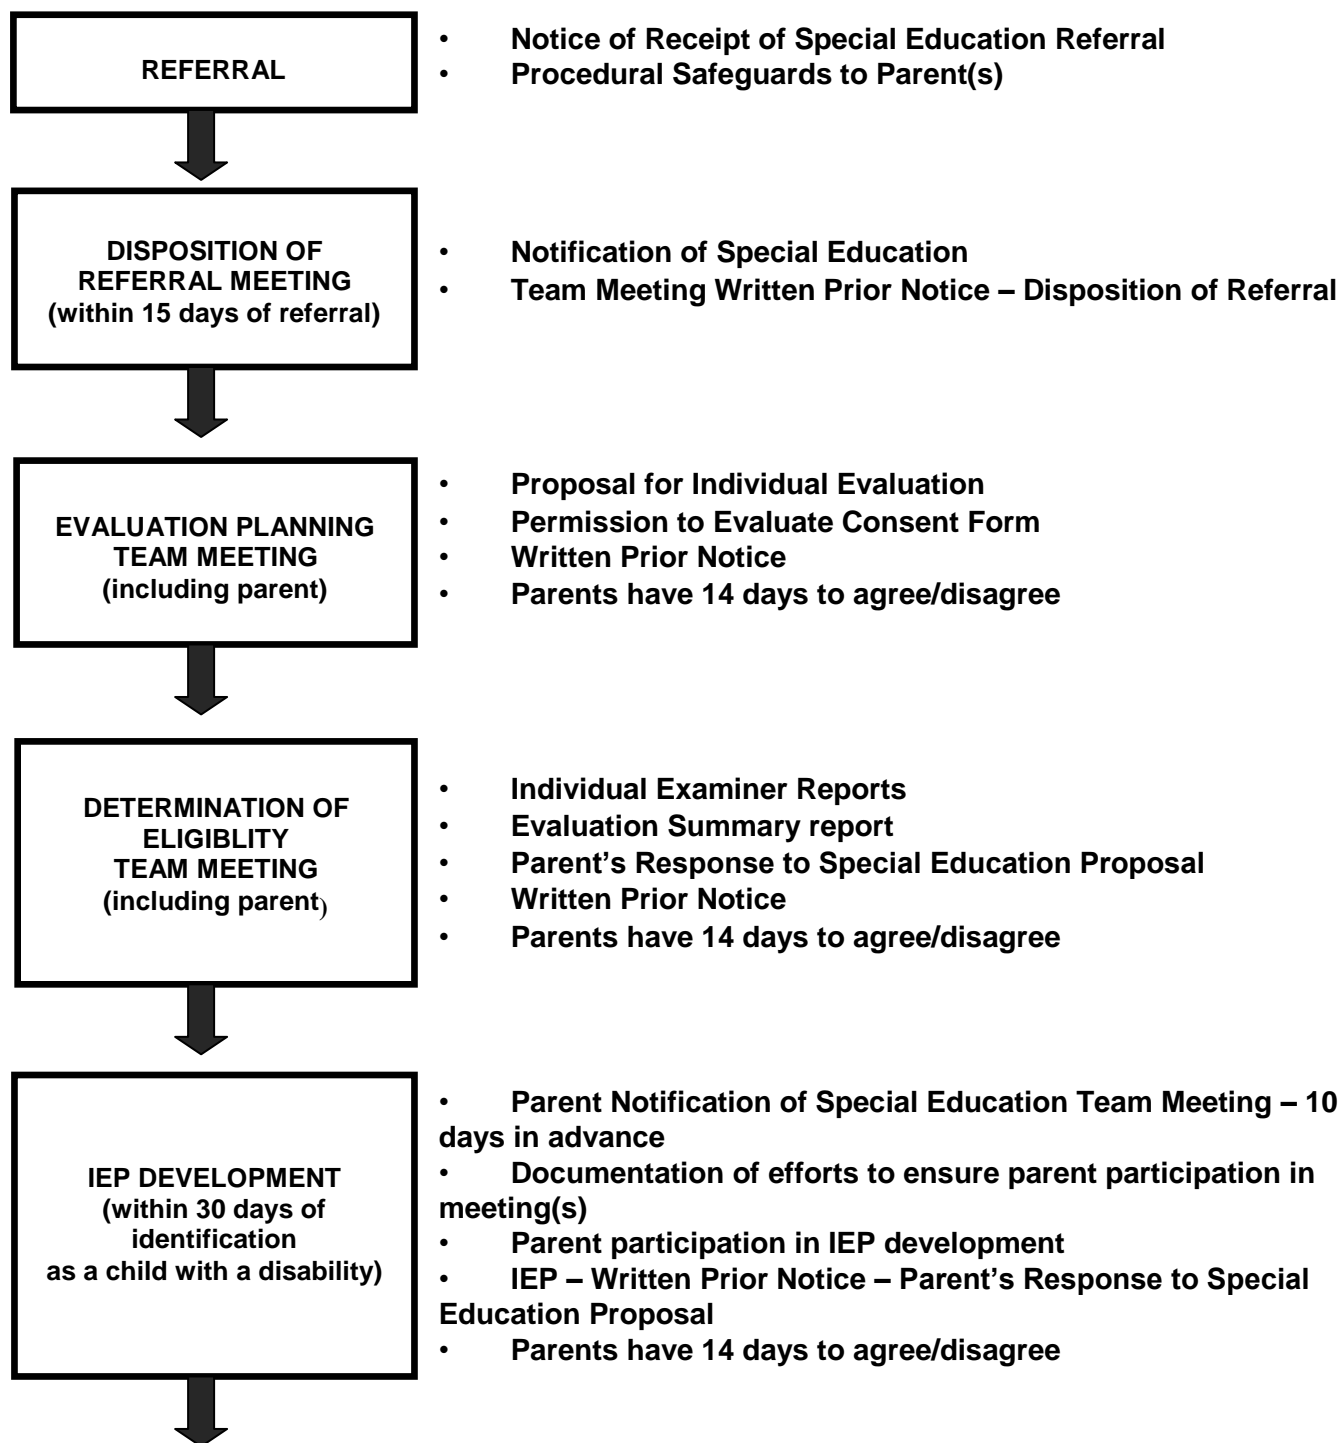 REFERRAL
• Notice of Receipt of Special Education Referral
• Procedural Safeguards to Parent(s)
DISPOSITION OF
REFERRAL MEETING
(within 15 days of referral)
• Notification of Special Education
• Team Meeting Written Prior Notice – Disposition of Referral
EVALUATION PLANNING
TEAM MEETING
(including parent)
• Proposal for Individual Evaluation
• Permission to Evaluate Consent Form
• Written Prior Notice
• Parents have 14 days to agree/disagree
DETERMINATION OF
ELIGIBLITY
TEAM MEETING
(including parent)
• Individual Examiner Reports
• Evaluation Summary report
• Parent’s Response to Special Education Proposal
• Written Prior Notice
• Parents have 14 days to agree/disagree
IEP DEVELOPMENT
(within 30 days of
identification
as a child with a disability)
• Parent Notification of Special Education Team Meeting – 10
days in advance
• Documentation of efforts to ensure parent participation in
meeting(s)
• Parent participation in IEP development
• IEP – Written Prior Notice – Parent’s Response to Special
Education Proposal
• Parents have 14 days to agree/disagree